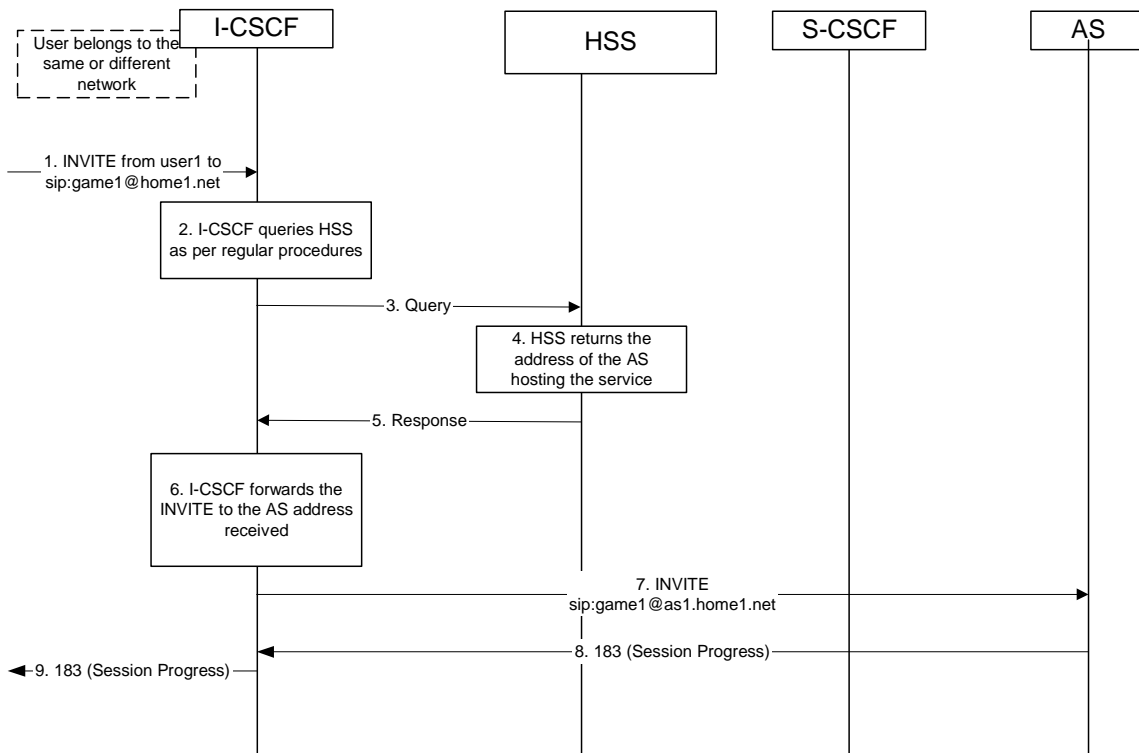 I-CSCF
HSS
S-CSCF
AS
User belongs to the
same or different
network
1. INVITE from user1 to
sip:game1@home1.net
2. I-CSCF queries HSS
as per regular procedures
3. Query
4. HSS returns the
address of the AS
hosting the service
5. Response
6. I-CSCF forwards the
INVITE to the AS address
received
7. INVITE
sip:game1@as1.home1.net
8. 183 (Session Progress)
9. 183 (Session Progress)